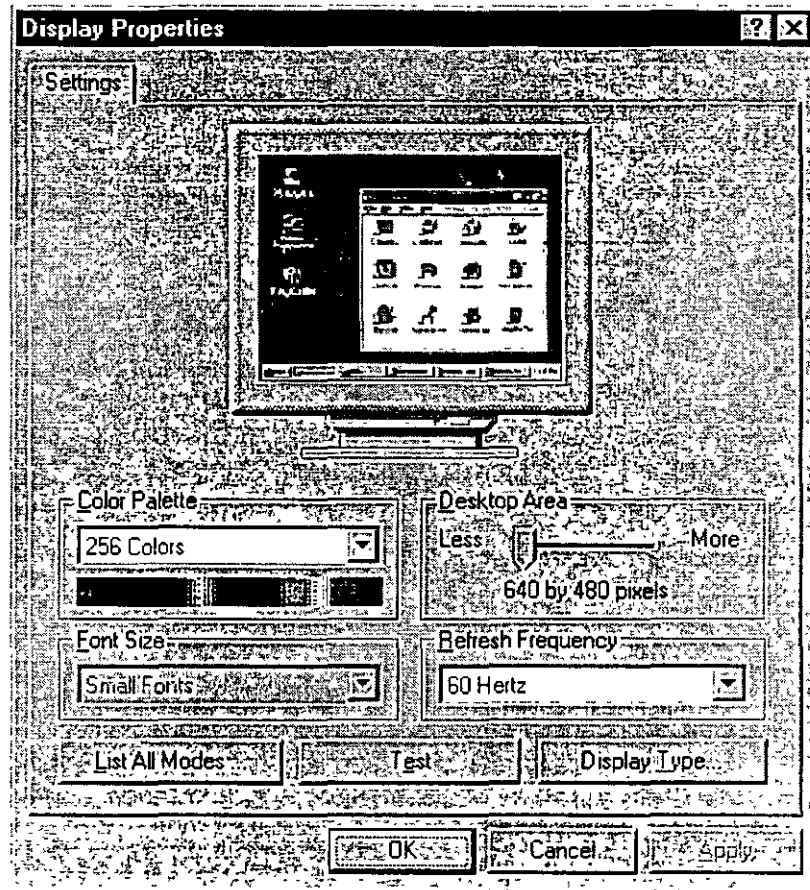 Display Properties
Settings
Color Palette
256 Colors
Desktop Area
Less More
640 by 480 pixels
Font Size
Small Fonts
Refresh Frequency
60 Hertz
List All Modes... Test Display Type...
OK Cancel Apply